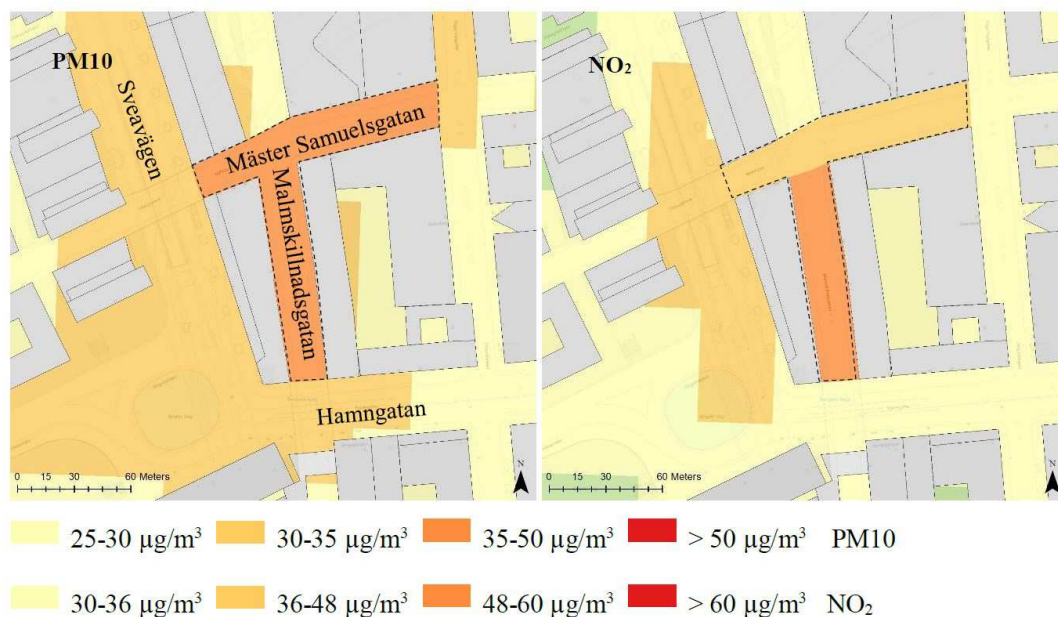 PM10
Sveavägen
Mäster Samuelsgatan
Malmskillnadsgatan
Hamngatan
0 15 30 60 Meters
N
NO₂
0 15 30 60 Meters
N
25-30 µg/m³ 30-35 µg/m³ 35-50 µg/m³ > 50 µg/m³ PM10
30-36 µg/m³ 36-48 µg/m³ 48-60 µg/m³ > 60 µg/m³ NO₂